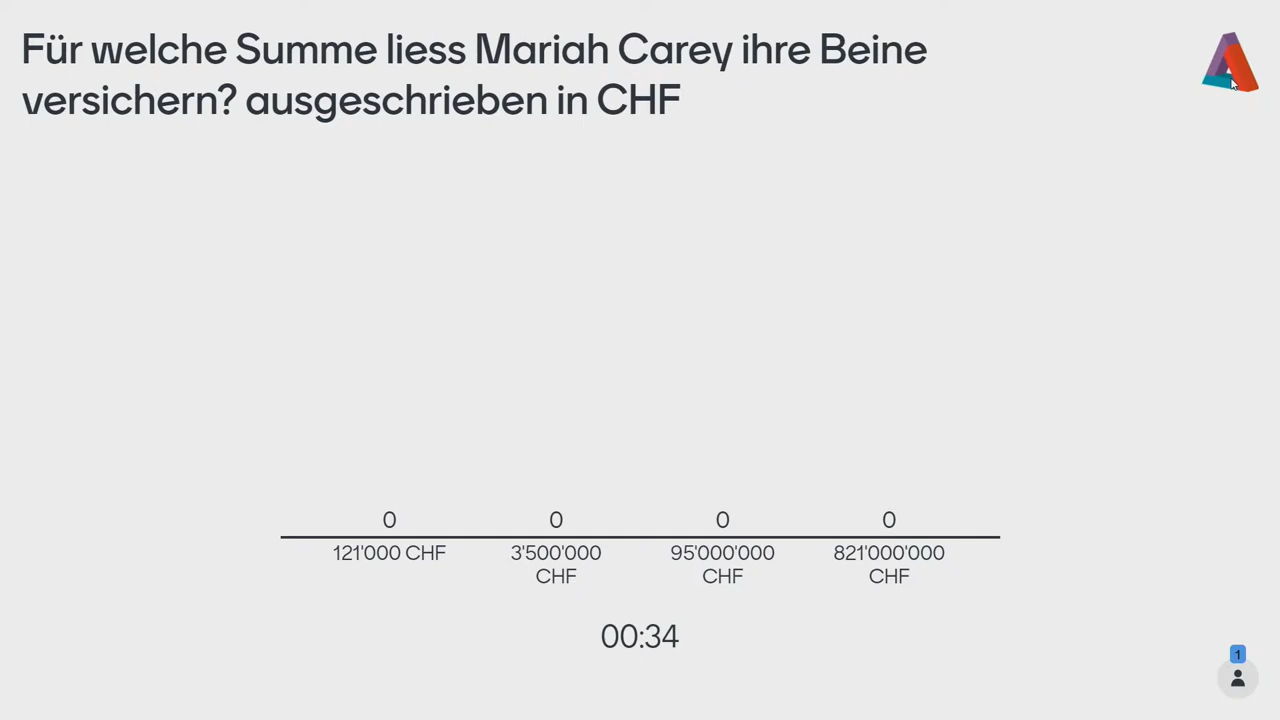 Für welche Summe liess Mariah Carey ihre Beine
versichern? ausgeschrieben in CHF
0 0 0 0
121'000 CHF 3'500'000 95'000'000 821'000'000
CHF CHF CHF
00:34
1